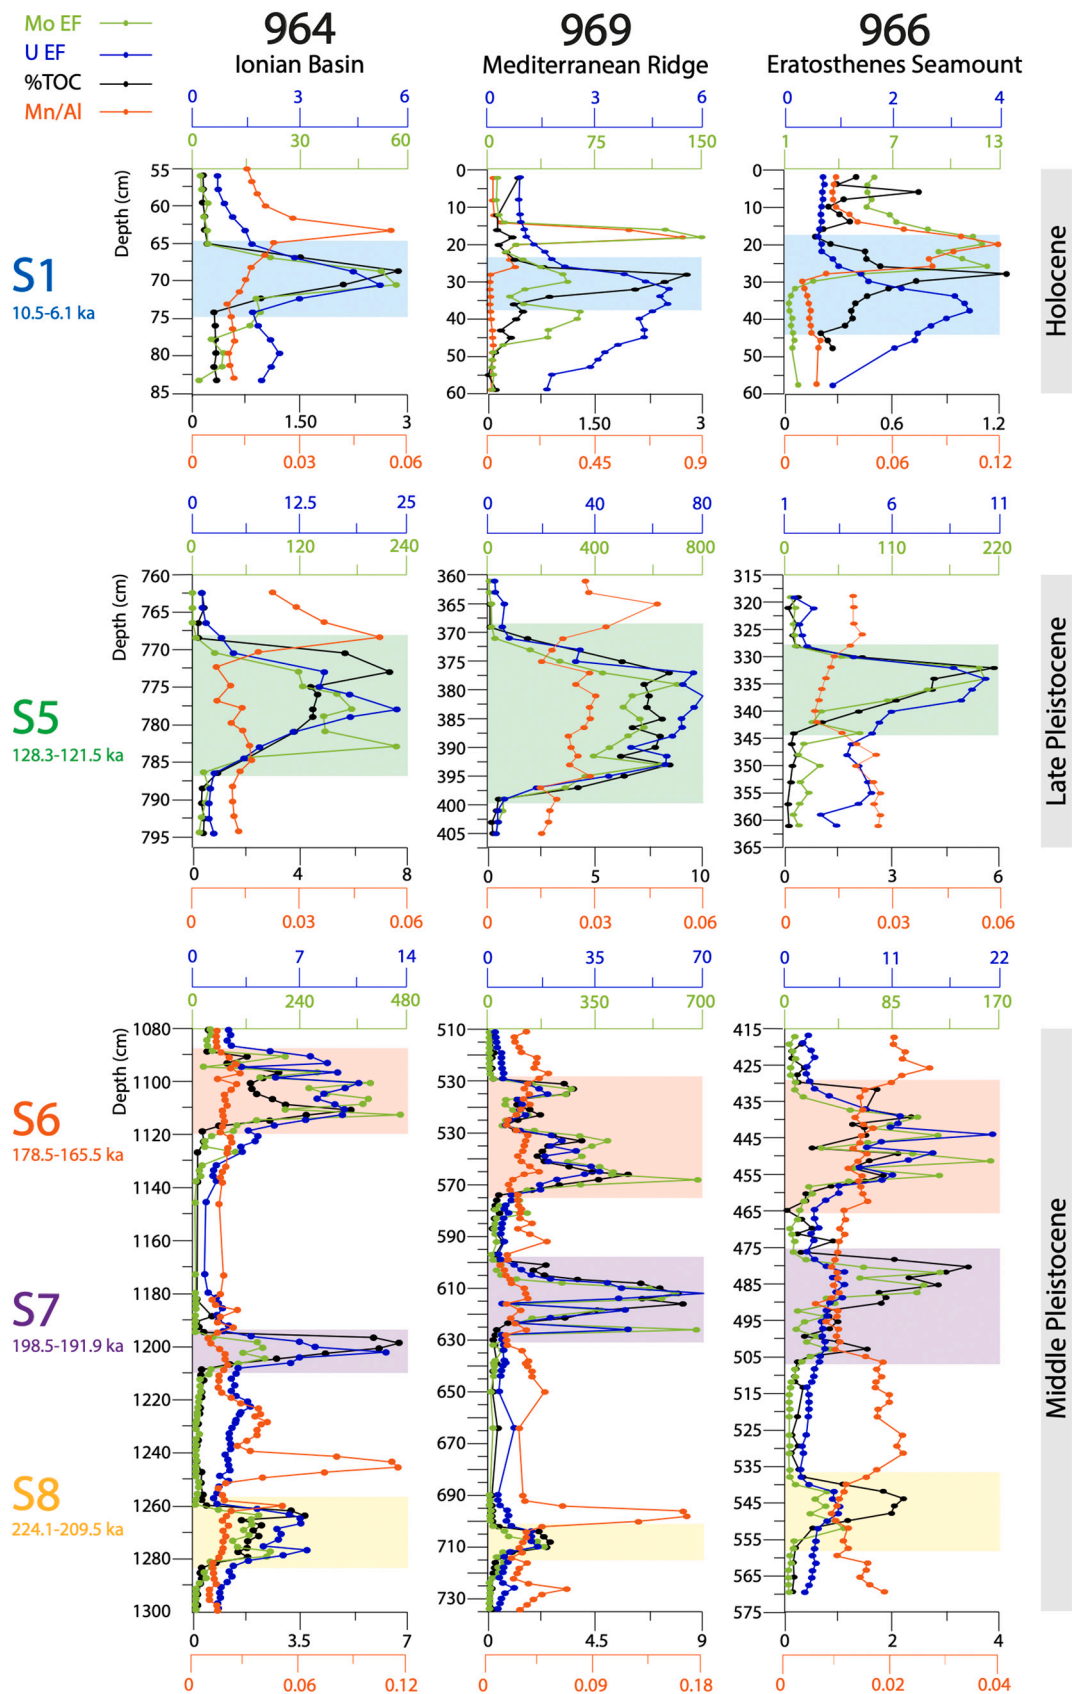 Mo EF
U EF
%TOC
Mn/Al
964
Ionian Basin
969
Mediterranean Ridge
966
Eratosthenes Seamount
0 3 6
0 30 60
0 3 6
0 75 150
0 2 4
1 7 13
Depth (cm)
55
60
65
70
75
80
85
0
10
20
30
40
50
60
0
10
20
30
40
50
60
S1
10.5-6.1 ka
Holocene
0 1.50 3
0 0.03 0.06
0 1.50 3
0 0.45 0.9
0 0.6 1.2
0 0.06 0.12
0 12.5 25
0 120 240
0 40 80
0 400 800
1 6 11
0 110 220
Depth (cm)
760
765
770
775
780
785
790
795
360
365
370
375
380
385
390
395
400
405
315
320
325
330
335
340
345
350
355
360
365
S5
128.3-121.5 ka
Late Pleistocene
0 4 8
0 0.03 0.06
0 5 10
0 0.03 0.06
0 3 6
0 0.03 0.06
0 7 14
0 240 480
0 35 70
0 350 700
0 11 22
0 85 170
Depth (cm)
1080
1100
1120
1140
1160
1180
1200
1220
1240
1260
1280
1300
510
530
530
570
590
610
630
650
670
690
710
730
415
425
435
445
455
465
475
485
495
505
515
525
535
545
555
565
575
S6
178.5-165.5 ka
S7
198.5-191.9 ka
S8
224.1-209.5 ka
Middle Pleistocene
0 3.5 7
0 0.06 0.12
0 4.5 9
0 0.09 0.18
0 2 4
0 0.02 0.04